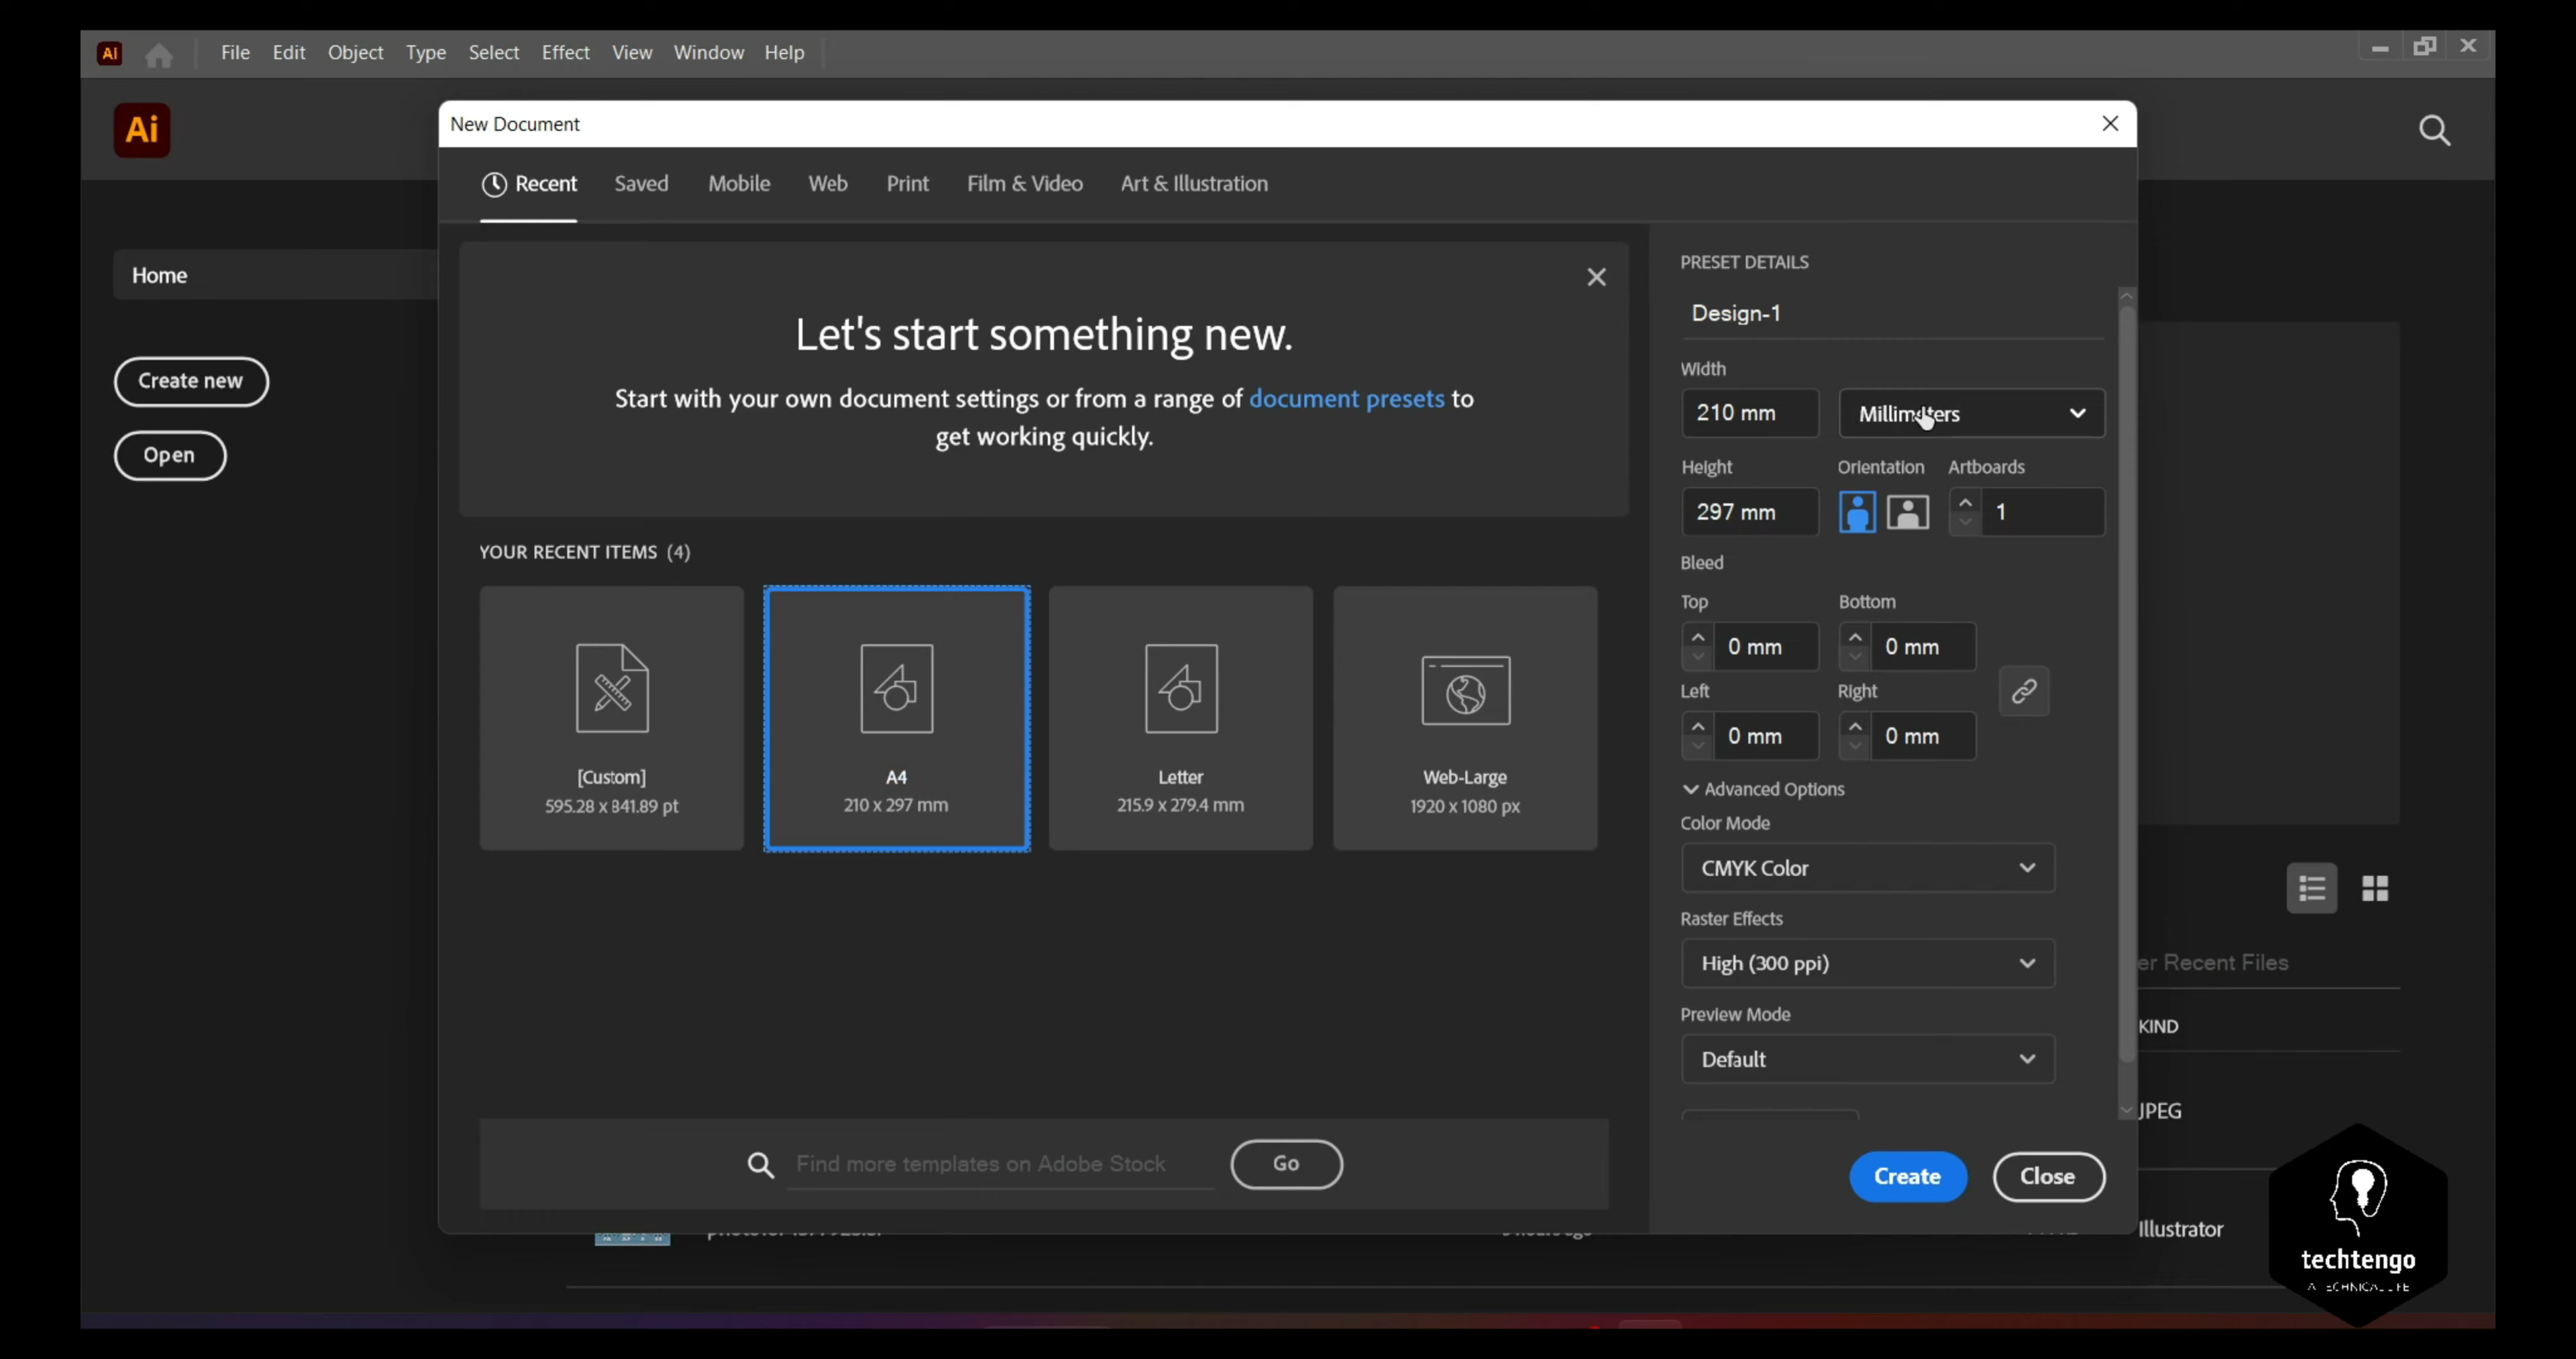 Ai File Edit Object Type Select Effect View Window Help
Ai
New Document
Recent Saved Mobile Web Print Film & Video Art & Illustration
Home
Create new
Open
Let's start something new.
Start with your own document settings or from a range of document presets to
get working quickly.
YOUR RECENT ITEMS (4)
[Custom]
595.28 x 841.89 pt
A4
210 x 297 mm
Letter
215.9 x 279.4 mm
Web-Large
1920 x 1080 px
Find more templates on Adobe Stock
Go
PRESET DETAILS
Design-1
Width
210 mm Millimeters
Height Orientation Artboards
297 mm 1
Bleed
Top Bottom
0 mm 0 mm
Left Right
0 mm 0 mm
Advanced Options
Color Mode
CMYK Color
Raster Effects
High (300 ppi)
Preview Mode
Default
Create Close
Recent Files
KIND
JPEG
Illustrator
techtengo